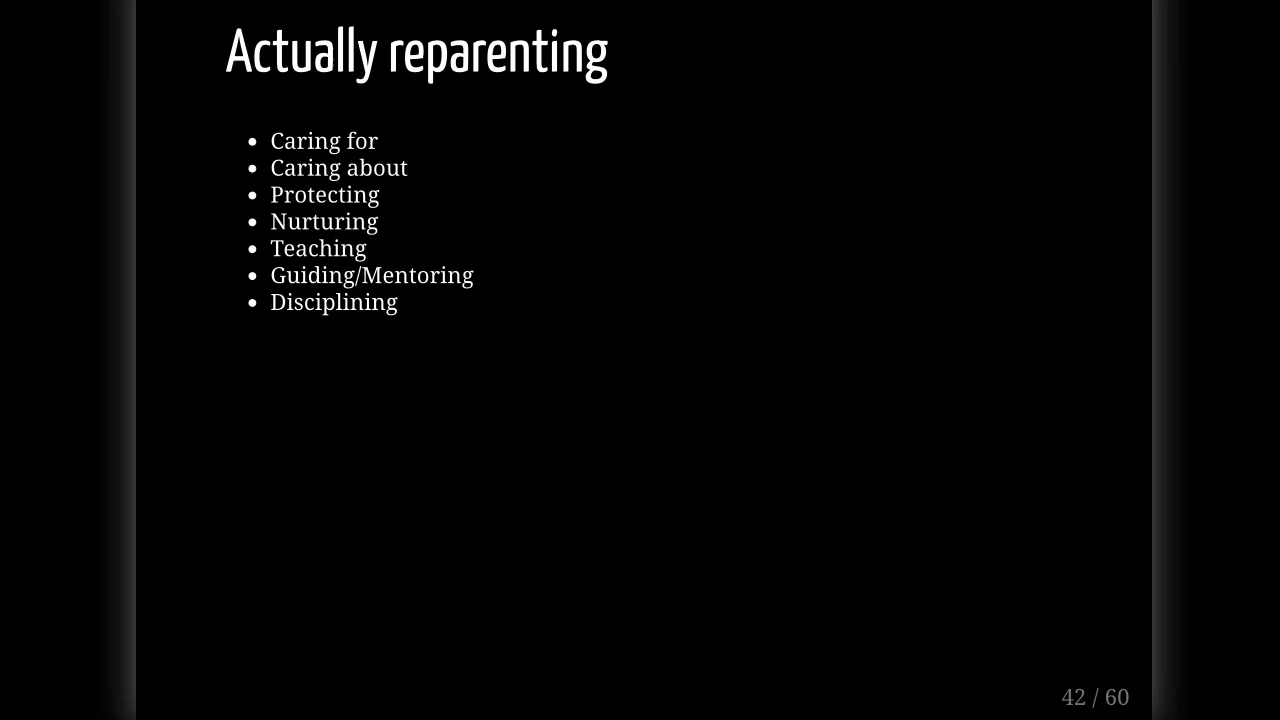 Actually reparenting
• Caring for
• Caring about
• Protecting
• Nurturing
• Teaching
• Guiding/Mentoring
• Disciplining
42 / 60